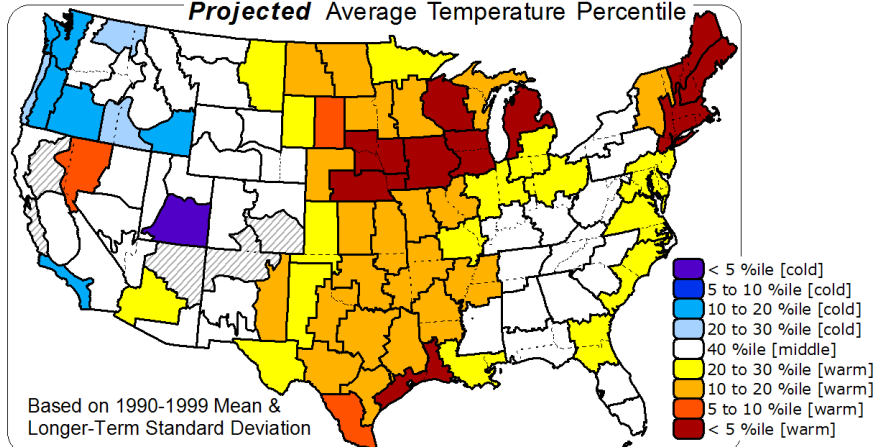 Projected Average Temperature Percentile
< 5 %ile [cold]
5 to 10 %ile [cold]
10 to 20 %ile [cold]
20 to 30 %ile [cold]
40 %ile [middle]
20 to 30 %ile [warm]
10 to 20 %ile [warm]
5 to 10 %ile [warm]
< 5 %ile [warm]
Based on 1990-1999 Mean &
Longer-Term Standard Deviation